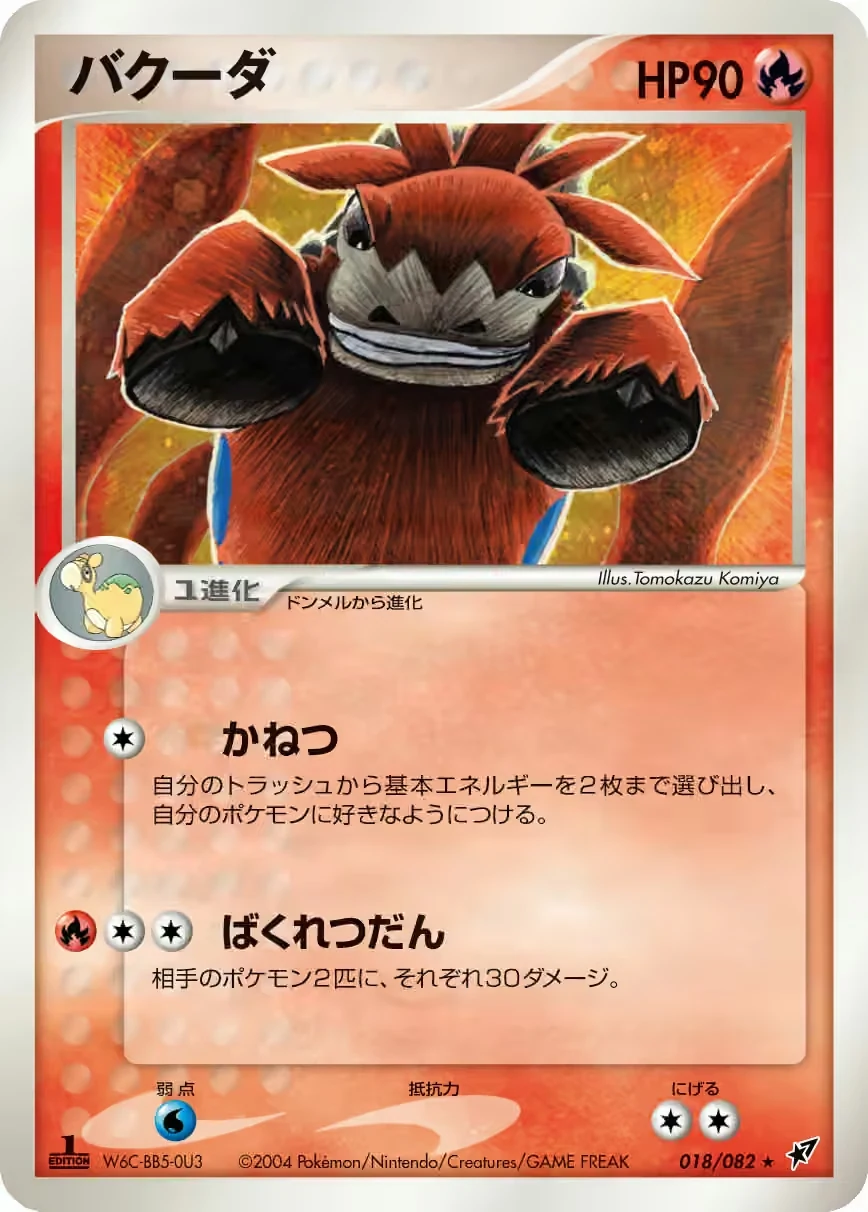 バクーダ HP90
Illus.Tomokazu Komiya
1進化
ドンメルから進化
かねつ
自分のトラッシュから基本エネルギーを2枚まで選び出し、
自分のポケモンに好きなようにつける。
ばくれつだん
相手のポケモン2匹に、それぞれ30ダメージ。
弱点 抵抗力 にげる
1 EDITION W6C-BB5-0U3 ©2004 Pokémon/Nintendo/Creatures/GAME FREAK 018/082 ★